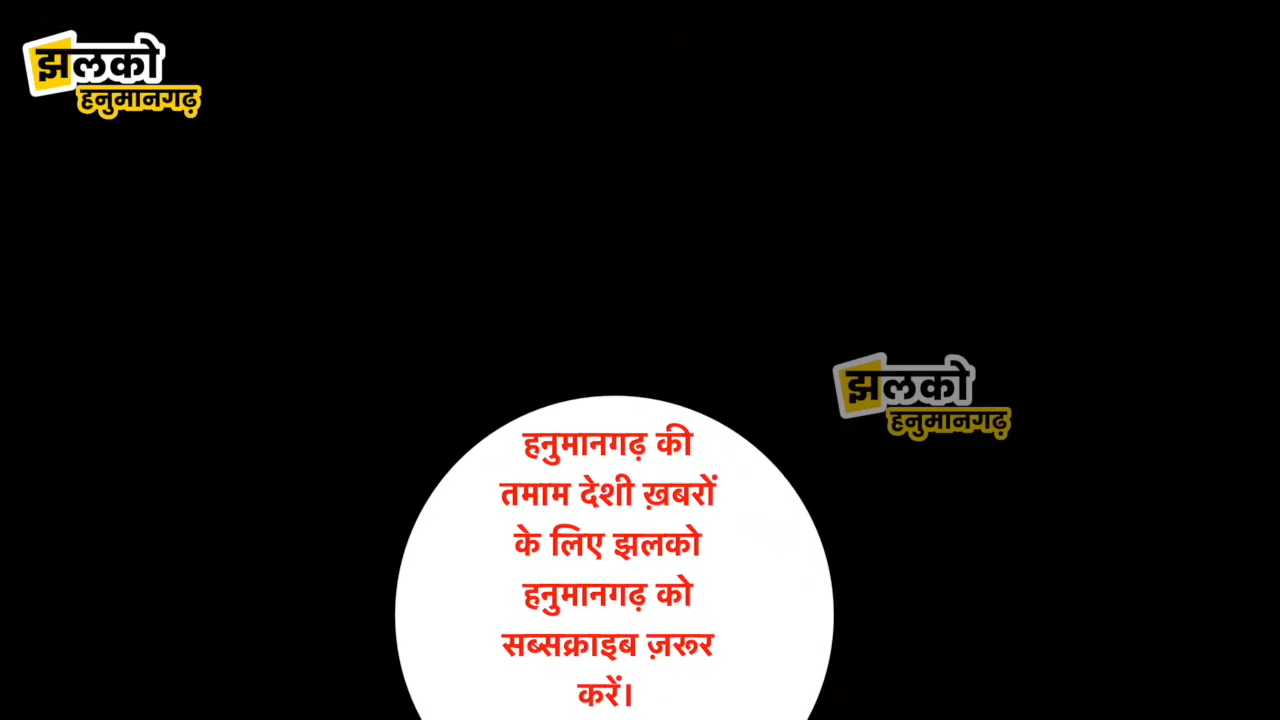 झलको
हनुमानगढ़
झलको
हनुमानगढ़
हनुमानगढ़ की
तमाम देशी ख़बरों
के लिए झलको
हनुमानगढ़ को
सब्सक्राइब ज़रूर
करें।